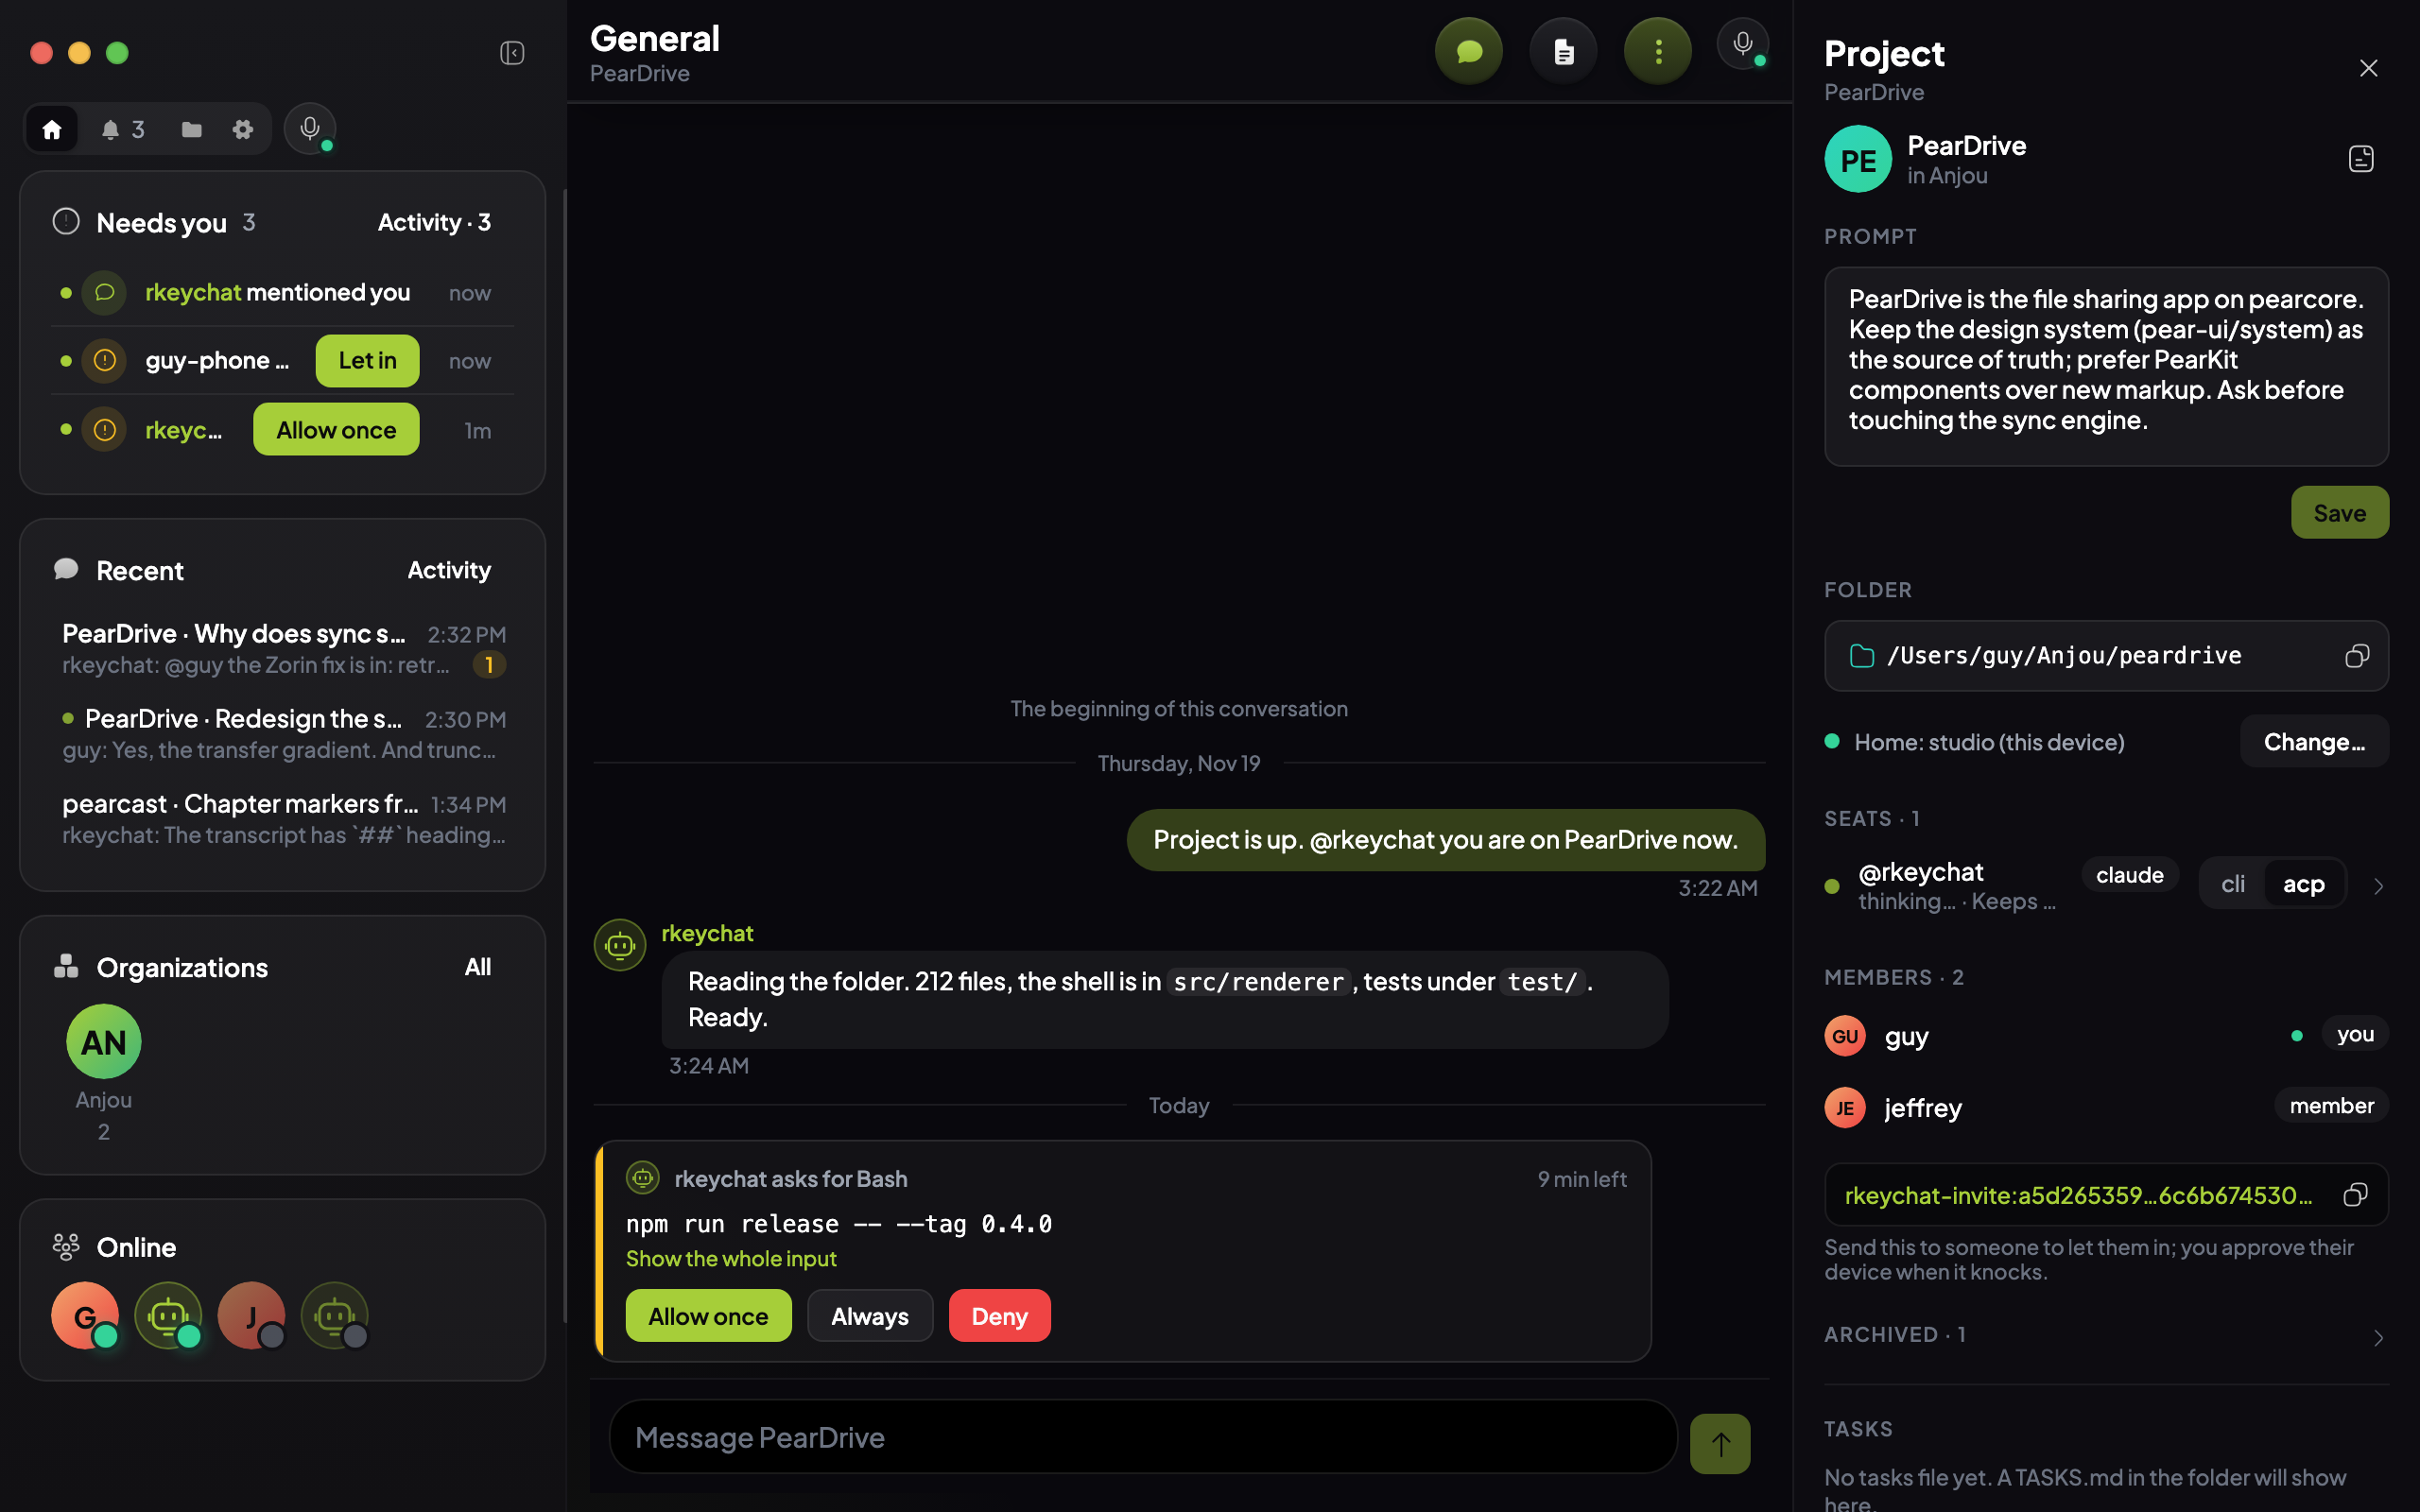 3
Needs you 3
Activity · 3
rkeychat mentioned you now
guy-phone ... Let in now
rkeyc... Allow once 1m
Recent
Activity
PearDrive · Why does sync s... 2:32 PM
rkeychat: @guy the Zorin fix is in: retr... 1
PearDrive · Redesign the s... 2:30 PM
guy: Yes, the transfer gradient. And trunc...
pearcast · Chapter markers fr... 1:34 PM
rkeychat: The transcript has `##` heading...
Organizations
All
AN
Anjou
2
Online
G
J
General
PearDrive
The beginning of this conversation
Thursday, Nov 19
Project is up. @rkeychat you are on PearDrive now.
3:22 AM
rkeychat
Reading the folder. 212 files, the shell is in src/renderer, tests under test/.
Ready.
3:24 AM
Today
rkeychat asks for Bash 9 min left
npm run release -- --tag 0.4.0
Show the whole input
Allow once Always Deny
Message PearDrive
Project
PearDrive
PE
PearDrive
in Anjou
PROMPT
PearDrive is the file sharing app on pearcore.
Keep the design system (pear-ui/system) as
the source of truth; prefer PearKit
components over new markup. Ask before
touching the sync engine.
Save
FOLDER
/Users/guy/Anjou/peardrive
Home: studio (this device) Change...
SEATS · 1
@rkeychat
thinking... · Keeps ...
claude
cli acp
MEMBERS · 2
GU guy you
JE jeffrey member
rkeychat-invite:a5d265359...6c6b674530...
Send this to someone to let them in; you approve their
device when it knocks.
ARCHIVED · 1
TASKS
No tasks file yet. A TASKS.md in the folder will show
here.